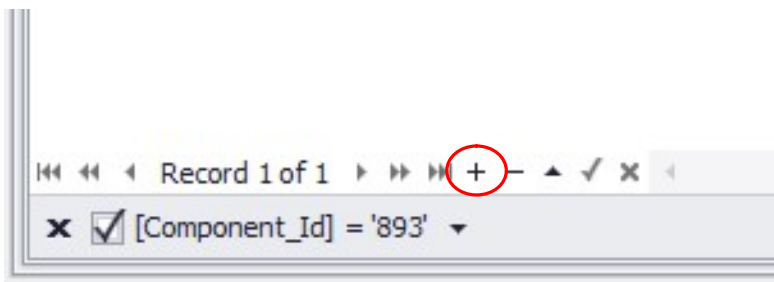 Record 1 of 1
[Component_Id] = '893'